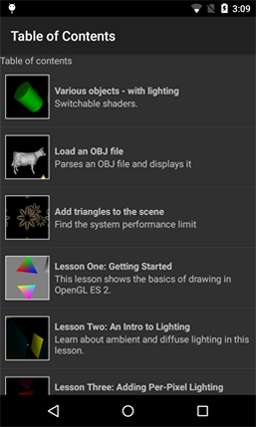 3:09
Table of Contents
Table of contents
Various objects - with lighting
Switchable shaders.
Load an OBJ file
Parses an OBJ file and displays it
Add triangles to the scene
Find the system performance limit
Lesson One: Getting Started
This lesson shows the basics of drawing in
OpenGL ES 2.
Lesson Two: An Intro to Lighting
Learn about ambient and diffuse lighting in this
lesson.
Lesson Three: Adding Per-Pixel Lighting